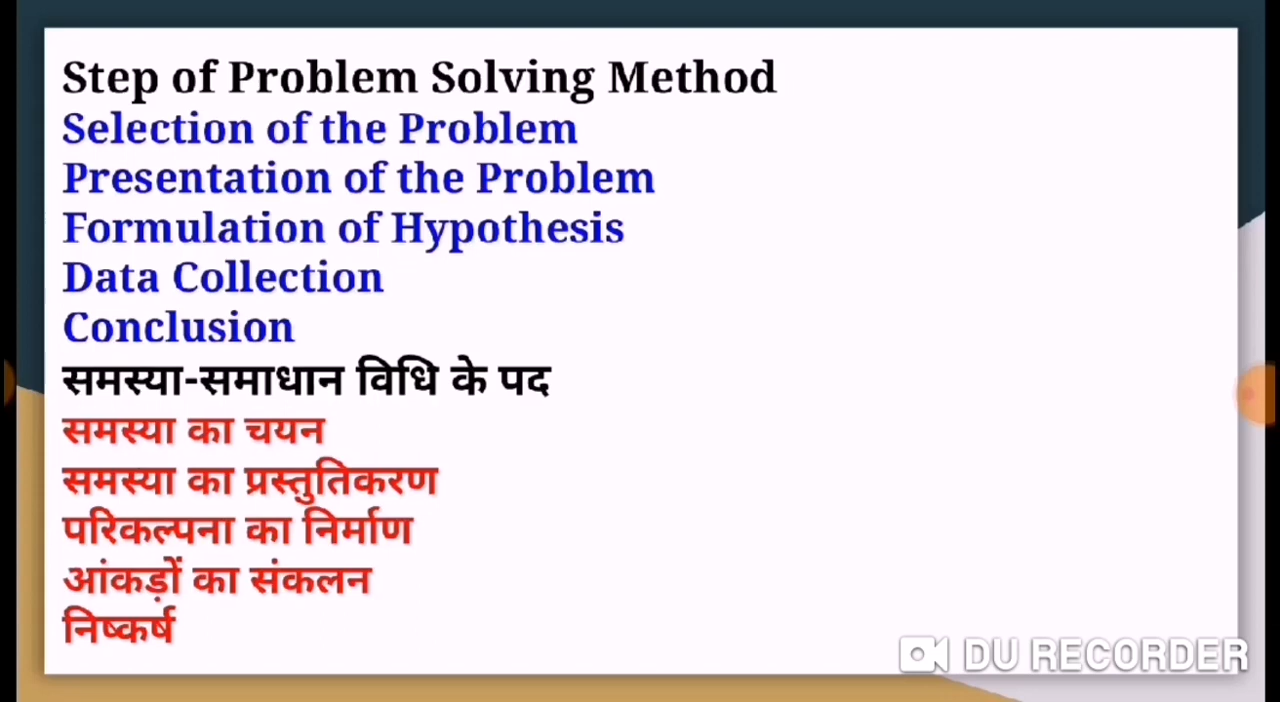 Step of Problem Solving Method
Selection of the Problem
Presentation of the Problem
Formulation of Hypothesis
Data Collection
Conclusion
समस्या-समाधान विधि के पद
समस्या का चयन
समस्या का प्रस्तुतिकरण
परिकल्पना का निर्माण
आंकड़ों का संकलन
निष्कर्ष
DU RECORDER